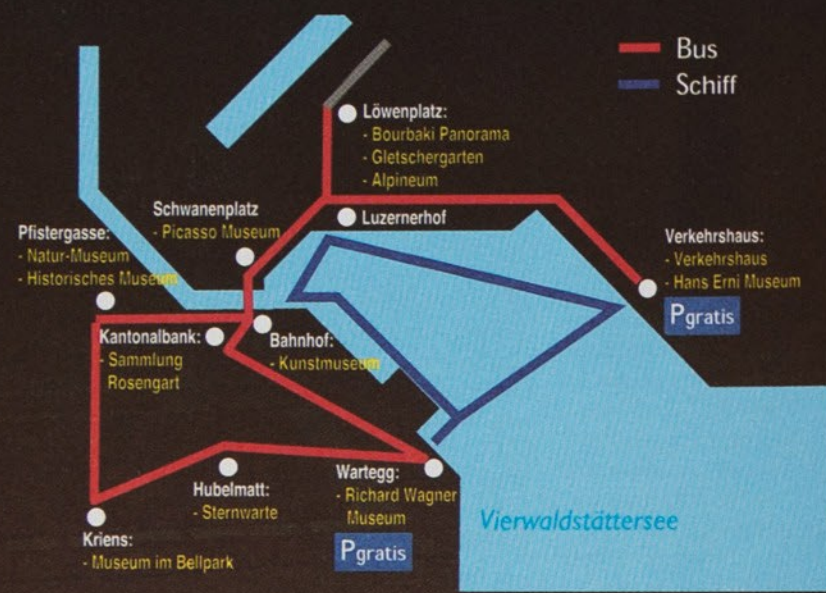 Bus
Schiff
Löwenplatz:
- Bourbaki Panorama
- Gletschergarten
- Alpineum
Schwanenplatz
- Picasso Museum
Luzernerhof
Pfistergasse:
- Natur-Museum
- Historisches Museum
Verkehrshaus:
- Verkehrshaus
- Hans Erni Museum
Pgratis
Kantonalbank:
- Sammlung
Rosengart
Bahnhof:
- Kunstmuseum
Hubelmatt:
- Sternwarte
Wartegg:
- Richard Wagner
Museum
Pgratis
Vierwaldstättersee
Kriens:
- Museum im Bellpark